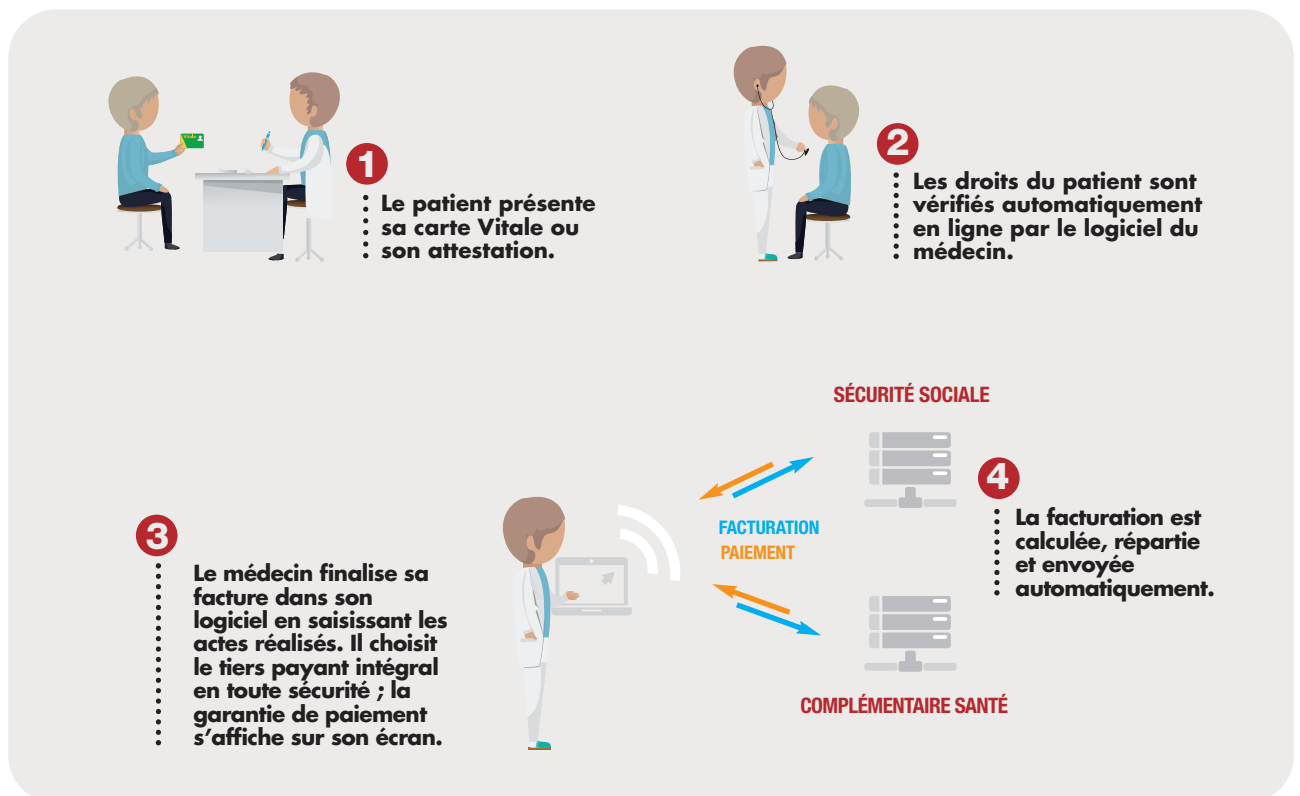 Vitale
1
Le patient présente
sa carte Vitale ou
son attestation.
2
Les droits du patient sont
vérifiés automatiquement
en ligne par le logiciel du
médecin.
3
Le médecin finalise sa
facture dans son
logiciel en saisissant les
actes réalisés. Il choisit
le tiers payant intégral
en toute sécurité ; la
garantie de paiement
s’affiche sur son écran.
SÉCURITÉ SOCIALE
FACTURATION
PAIEMENT
COMPLÉMENTAIRE SANTÉ
4
La facturation est
calculée, répartie
et envoyée
automatiquement.